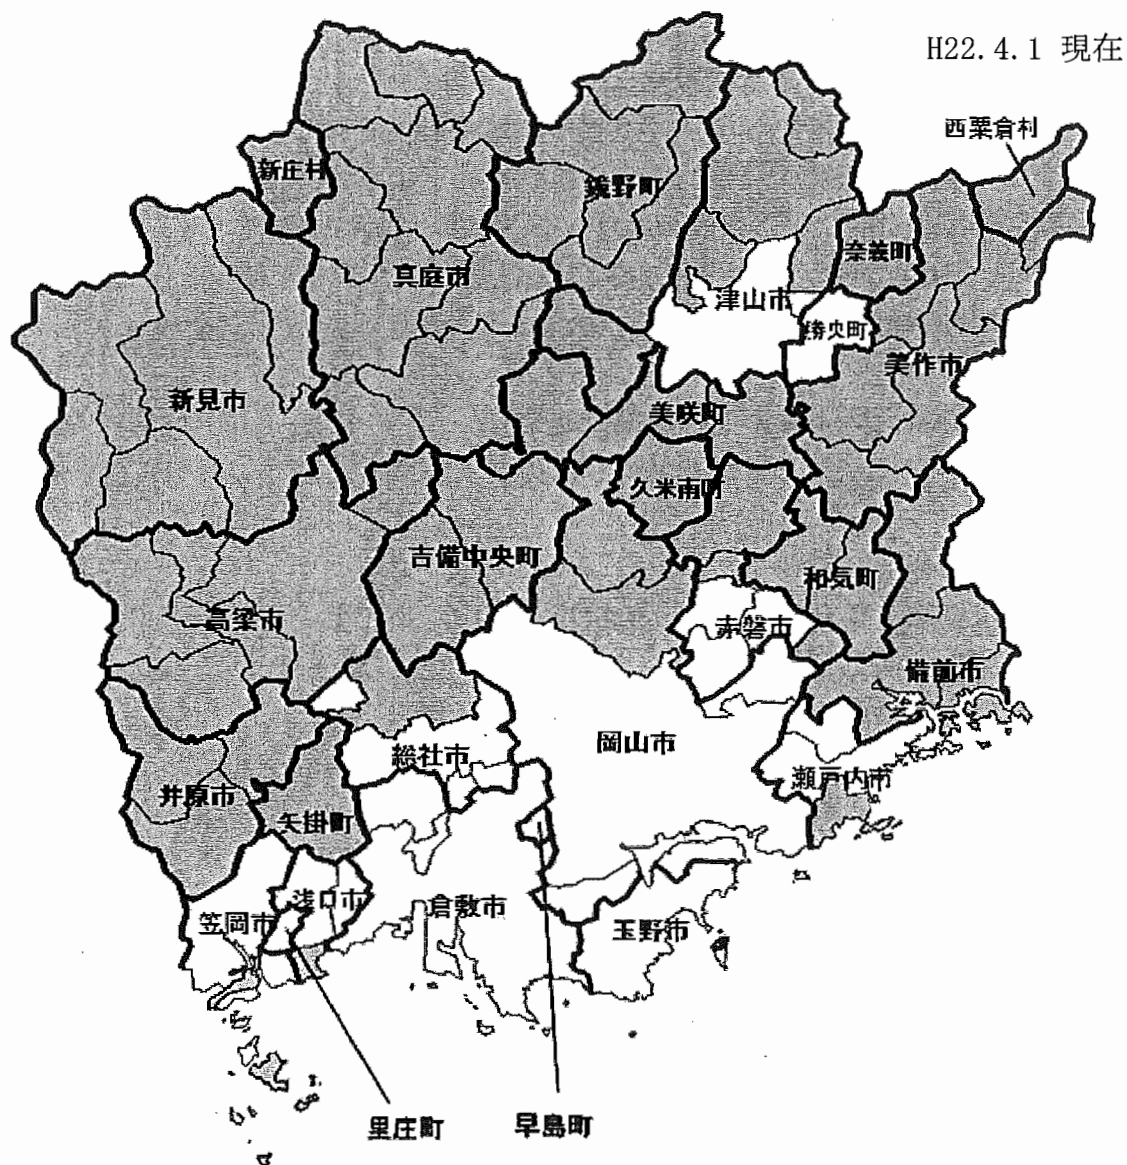 H22.4.1 現在
西粟倉村
新庄村
鏡野町
奈義町
真庭市
津山市
勝央町
美作市
新見市
美咲町
久米南町
吉備中央町
和気町
高梁市
赤磐市
備前市
岡山市
総社市
瀬戸内市
井原市
矢掛町
浅口市
倉敷市
笠岡市
玉野市
里庄町
早島町